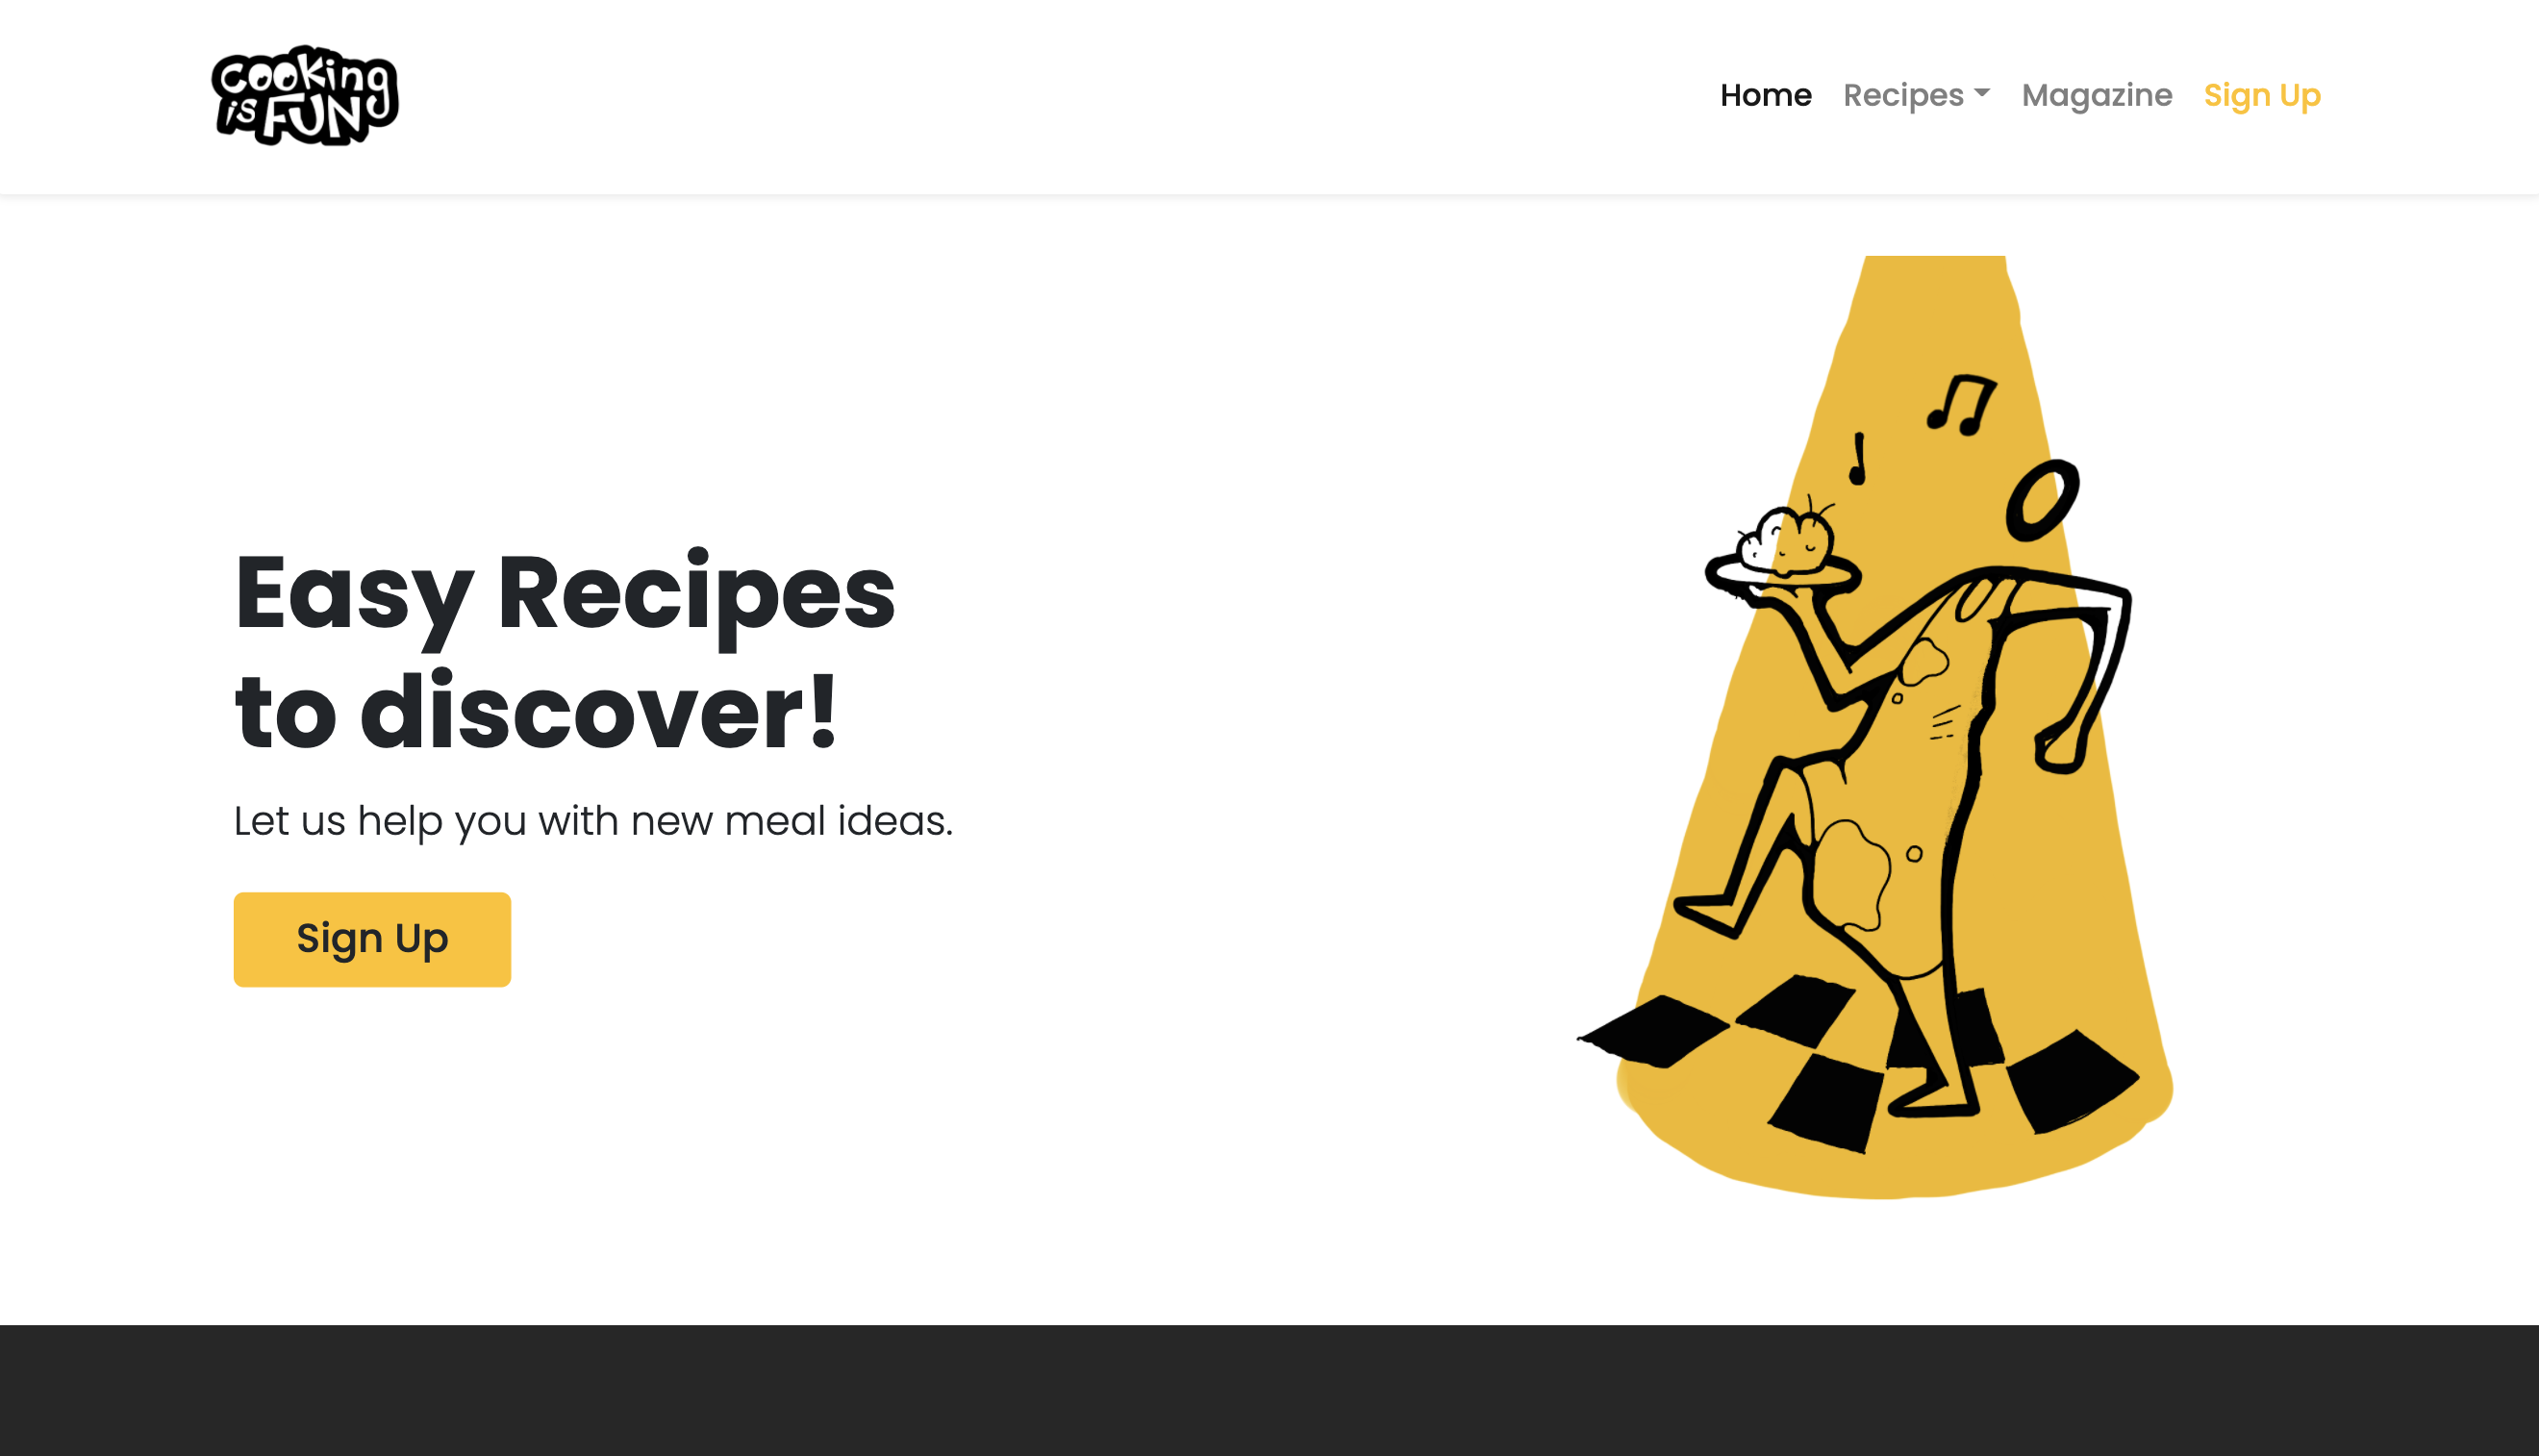 cooking
is FUN
Home Recipes Magazine Sign Up
Easy Recipes
to discover!
Let us help you with new meal ideas.
Sign Up